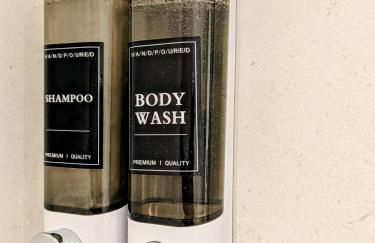 H/A/N/D/P/O/U/R/E/D
SHAMPOO
PREMIUM | QUALITY
H/A/N/D/P/O/U/R/E/D
BODY
WASH
PREMIUM | QUALITY